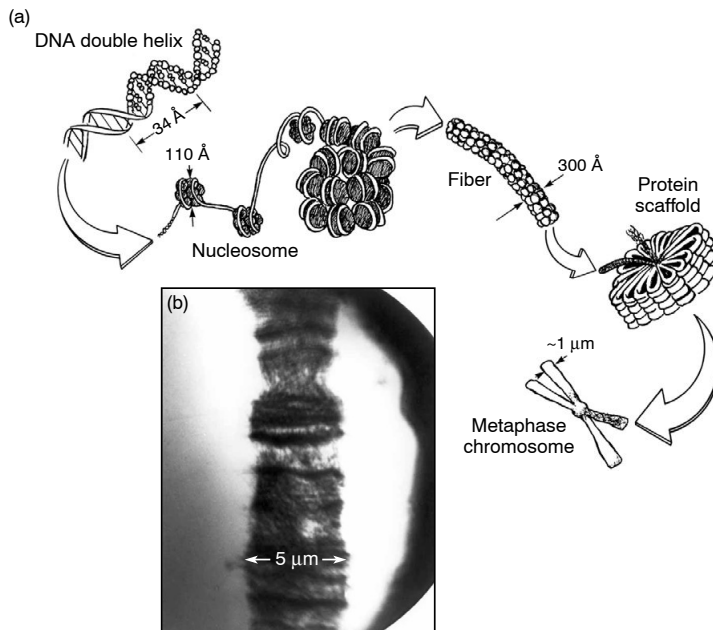 (a)
DNA double helix
34 Å
110 Å
Nucleosome
Fiber
300 Å
Protein
scaffold
~1 μm
Metaphase
chromosome
(b)
5 μm